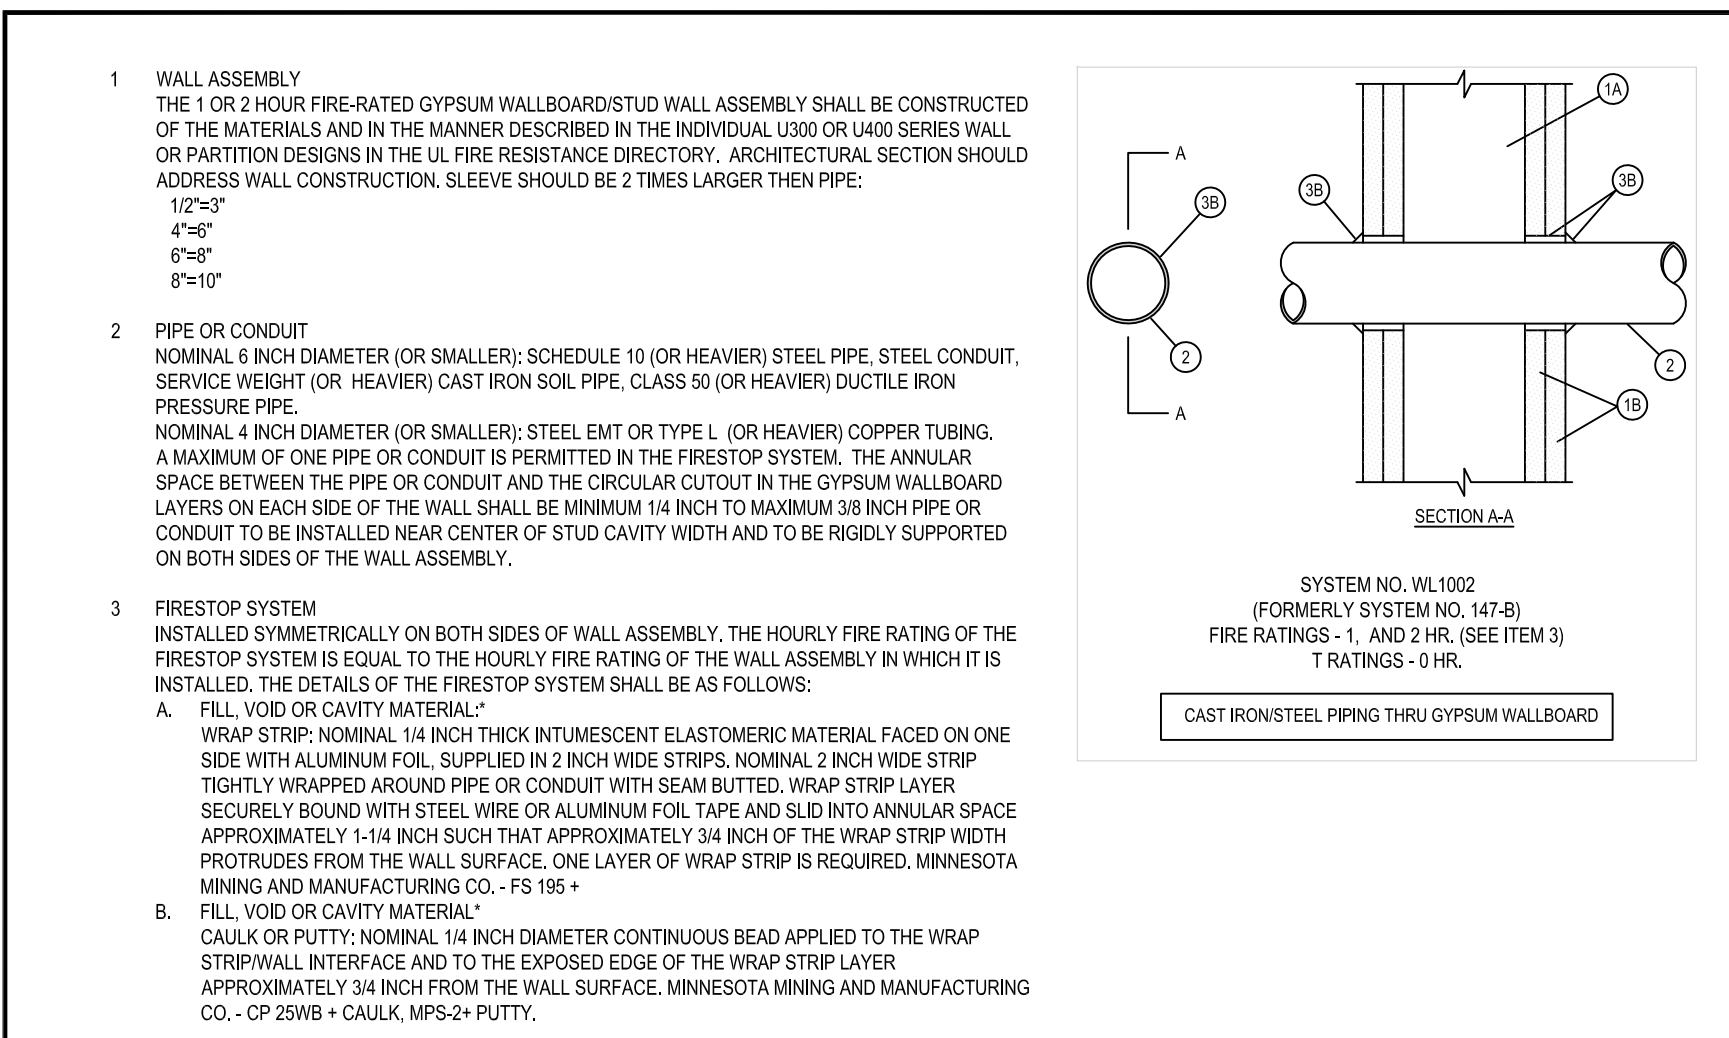 1 WALL ASSEMBLY
THE 1 OR 2 HOUR FIRE-RATED GYPSUM WALLBOARD/STUD WALL ASSEMBLY SHALL BE CONSTRUCTED
OF THE MATERIALS AND IN THE MANNER DESCRIBED IN THE INDIVIDUAL U300 OR U400 SERIES WALL
OR PARTITION DESIGNS IN THE UL FIRE RESISTANCE DIRECTORY. ARCHITECTURAL SECTION SHOULD
ADDRESS WALL CONSTRUCTION. SLEEVE SHOULD BE 2 TIMES LARGER THEN PIPE:
1/2"=3"
4"=6"
6"=8"
8"=10"
2 PIPE OR CONDUIT
NOMINAL 6 INCH DIAMETER (OR SMALLER): SCHEDULE 10 (OR HEAVIER) STEEL PIPE, STEEL CONDUIT,
SERVICE WEIGHT (OR HEAVIER) CAST IRON SOIL PIPE, CLASS 50 (OR HEAVIER) DUCTILE IRON
PRESSURE PIPE.
NOMINAL 4 INCH DIAMETER (OR SMALLER): STEEL EMT OR TYPE L (OR HEAVIER) COPPER TUBING.
A MAXIMUM OF ONE PIPE OR CONDUIT IS PERMITTED IN THE FIRESTOP SYSTEM. THE ANNULAR
SPACE BETWEEN THE PIPE OR CONDUIT AND THE CIRCULAR CUTOUT IN THE GYPSUM WALLBOARD
LAYERS ON EACH SIDE OF THE WALL SHALL BE MINIMUM 1/4 INCH TO MAXIMUM 3/8 INCH PIPE OR
CONDUIT TO BE INSTALLED NEAR CENTER OF STUD CAVITY WIDTH AND TO BE RIGIDLY SUPPORTED
ON BOTH SIDES OF THE WALL ASSEMBLY.
3 FIRESTOP SYSTEM
INSTALLED SYMMETRICALLY ON BOTH SIDES OF WALL ASSEMBLY. THE HOURLY FIRE RATING OF THE
FIRESTOP SYSTEM IS EQUAL TO THE HOURLY FIRE RATING OF THE WALL ASSEMBLY IN WHICH IT IS
INSTALLED. THE DETAILS OF THE FIRESTOP SYSTEM SHALL BE AS FOLLOWS:
A. FILL, VOID OR CAVITY MATERIAL:*
WRAP STRIP: NOMINAL 1/4 INCH THICK INTUMESCENT ELASTOMERIC MATERIAL FACED ON ONE
SIDE WITH ALUMINUM FOIL, SUPPLIED IN 2 INCH WIDE STRIPS. NOMINAL 2 INCH WIDE STRIP
TIGHTLY WRAPPED AROUND PIPE OR CONDUIT WITH SEAM BUTTED. WRAP STRIP LAYER
SECURELY BOUND WITH STEEL WIRE OR ALUMINUM FOIL TAPE AND SLID INTO ANNULAR SPACE
APPROXIMATELY 1-1/4 INCH SUCH THAT APPROXIMATELY 3/4 INCH OF THE WRAP STRIP WIDTH
PROTRUDES FROM THE WALL SURFACE. ONE LAYER OF WRAP STRIP IS REQUIRED. MINNESOTA
MINING AND MANUFACTURING CO. - FS 195 +
B. FILL, VOID OR CAVITY MATERIAL*
CAULK OR PUTTY: NOMINAL 1/4 INCH DIAMETER CONTINUOUS BEAD APPLIED TO THE WRAP
STRIP/WALL INTERFACE AND TO THE EXPOSED EDGE OF THE WRAP STRIP LAYER
APPROXIMATELY 3/4 INCH FROM THE WALL SURFACE. MINNESOTA MINING AND MANUFACTURING
CO. - CP 25WB + CAULK, MPS-2+ PUTTY.
1A
A
3B
3B
3B
2
2
1B
A
SECTION A-A
SYSTEM NO. WL1002
(FORMERLY SYSTEM NO. 147-B)
FIRE RATINGS - 1, AND 2 HR. (SEE ITEM 3)
T RATINGS - 0 HR.
CAST IRON/STEEL PIPING THRU GYPSUM WALLBOARD